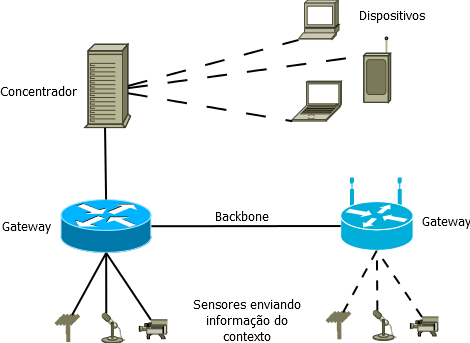 Dispositivos
Concentrador
Gateway
Backbone
Gateway
Sensores enviando
informação do
contexto